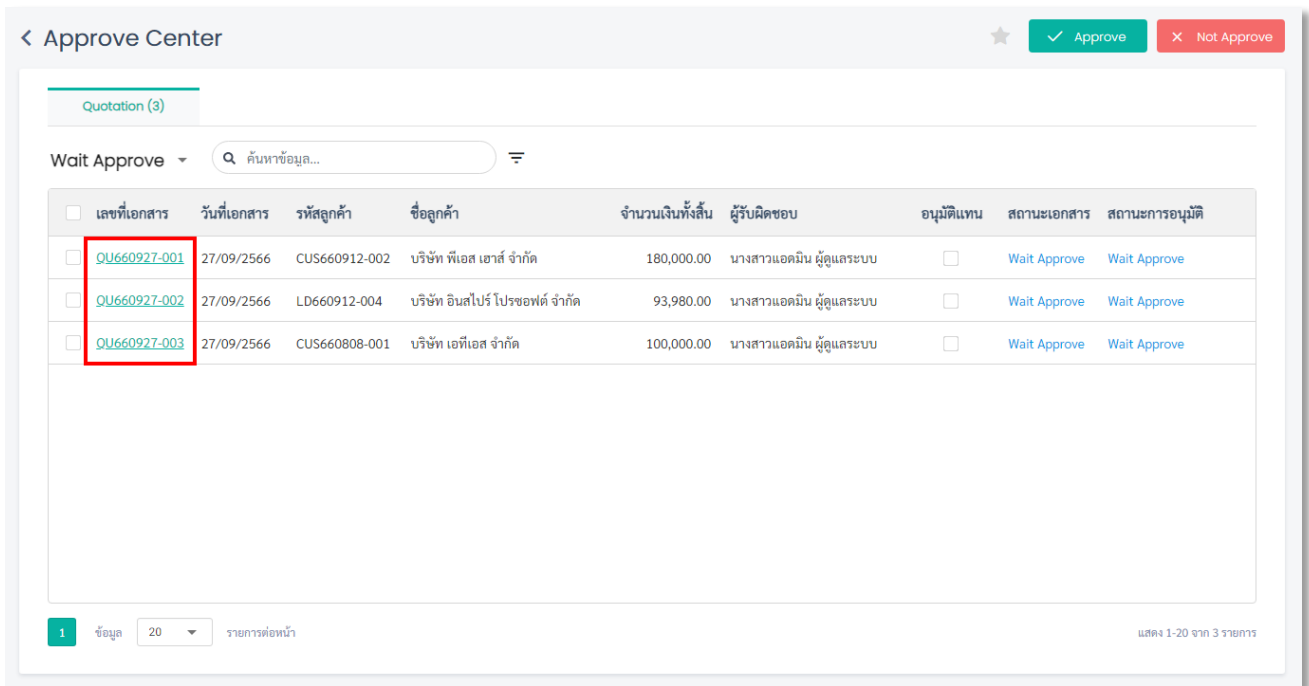 Approve Center
Approve
Not Approve
Quotation (3)
Wait Approve
ค้นหาข้อมูล...
เลขที่เอกสาร วันที่เอกสาร รหัสลูกค้า ชื่อลูกค้า จำนวนเงินทั้งสิ้น ผู้รับผิดชอบ อนุมัติแทน สถานะเอกสาร สถานะการอนุมัติ
QU660927-001 27/09/2566 CUS660912-002 บริษัท พีเอส เฮาส์ จำกัด 180,000.00 นางสาวแอดมิน ผู้ดูแลระบบ Wait Approve Wait Approve
QU660927-002 27/09/2566 LD660912-004 บริษัท อินสไปร์ โปรซอฟต์ จำกัด 93,980.00 นางสาวแอดมิน ผู้ดูแลระบบ Wait Approve Wait Approve
QU660927-003 27/09/2566 CUS660808-001 บริษัท เอทีเอส จำกัด 100,000.00 นางสาวแอดมิน ผู้ดูแลระบบ Wait Approve Wait Approve
1 ข้อมูล 20 รายการต่อหน้า แสดง 1-20 จาก 3 รายการ